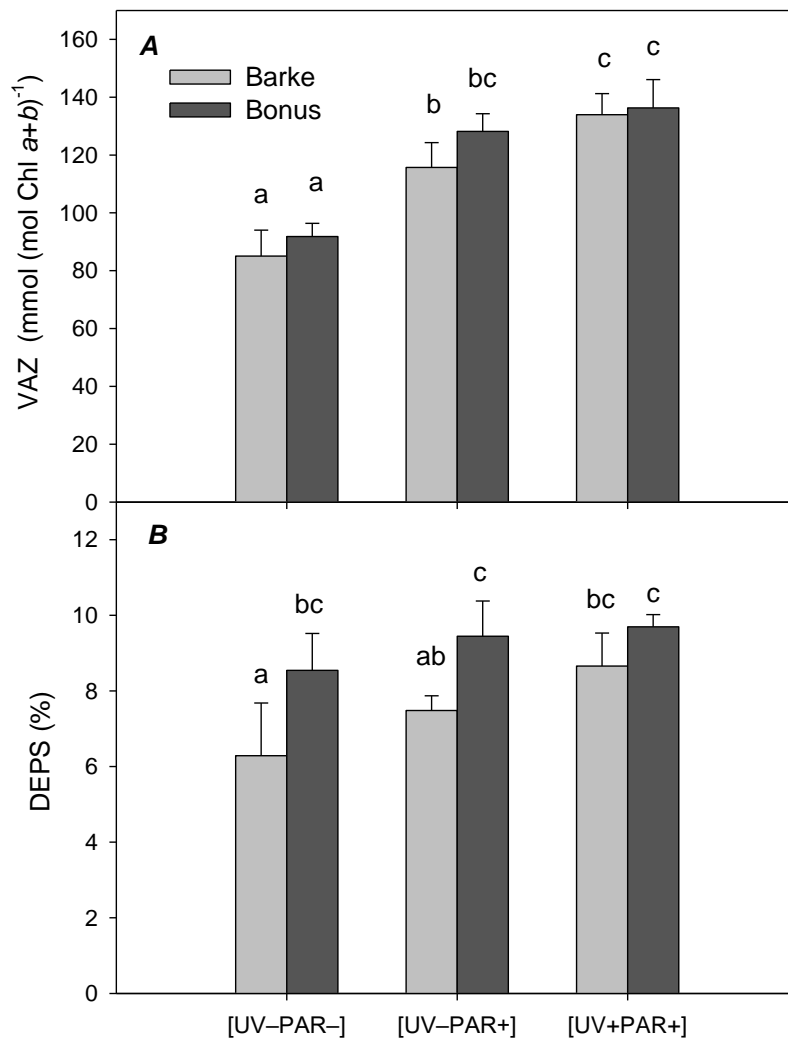 A
Barke
Bonus
VAZ (mmol (mol Chl a+b)⁻¹)
160
140
120
100
80
60
40
20
0
a
a
b
bc
c
c
B
DEPS (%)
12
10
8
6
4
2
0
a
bc
ab
c
bc
c
[UV–PAR–]
[UV–PAR+]
[UV+PAR+]